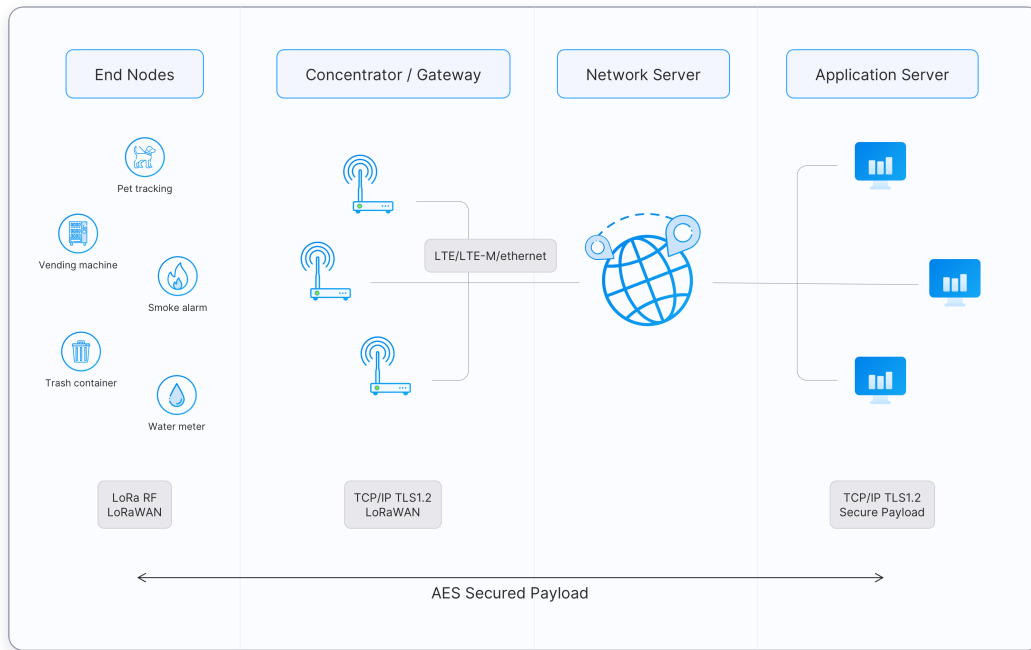 End Nodes
Concentrator / Gateway
Network Server
Application Server
Pet tracking
Vending machine
Smoke alarm
Trash container
Water meter
LTE/LTE-M/ethernet
LoRa RF
LoRaWAN
TCP/IP TLS1.2
LoRaWAN
TCP/IP TLS1.2
Secure Payload
AES Secured Payload